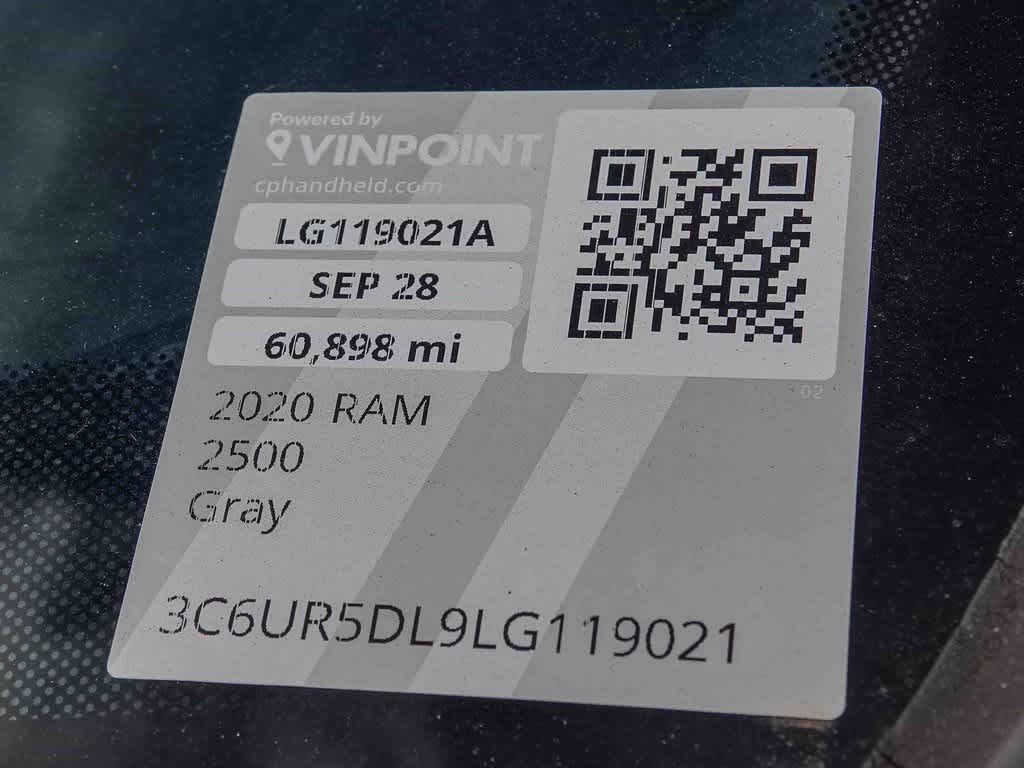 Powered by
VINPOINT
cphandheld.com
LG119021A
SEP 28
60,898 mi
02
2020 RAM
2500
Gray
3C6UR5DL9LG119021